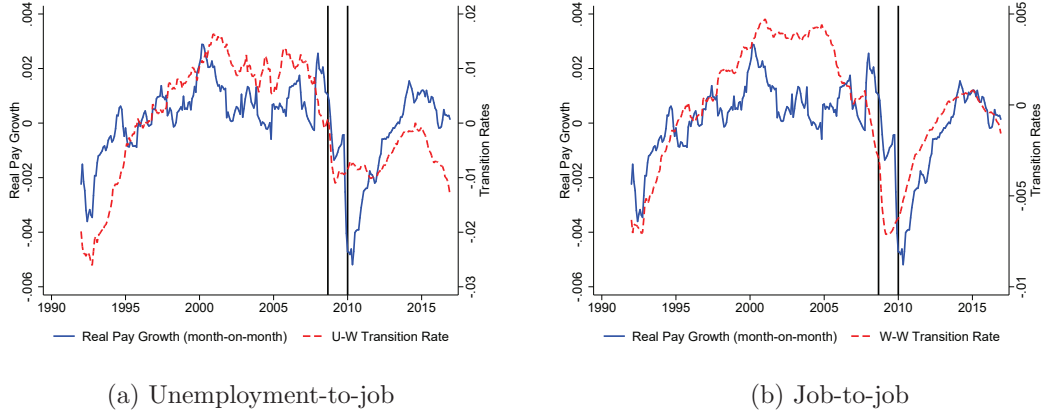 .004
.002
0
-.002
-.004
-.006
Real Pay Growth
.02
.01
.00
-.01
-.02
-.03
Transition Rates
1990 1995 2000 2005 2010 2015
Real Pay Growth (month-on-month) U-W Transition Rate
(a) Unemployment-to-job
.004
.002
0
-.002
-.004
-.006
Real Pay Growth
.005
0
-.005
-.01
Transition Rates
1990 1995 2000 2005 2010 2015
Real Pay Growth (month-on-month) W-W Transition Rate
(b) Job-to-job